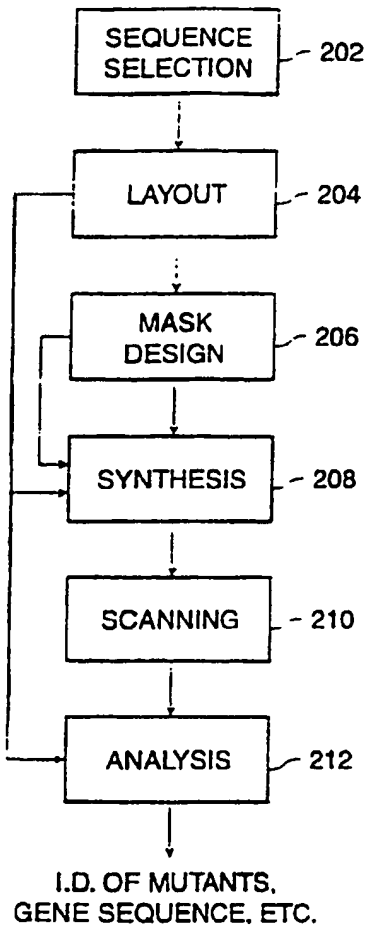 SEQUENCE
SELECTION
202
LAYOUT
204
MASK
DESIGN
206
SYNTHESIS
208
SCANNING
210
ANALYSIS
212
I.D. OF MUTANTS,
GENE SEQUENCE, ETC.